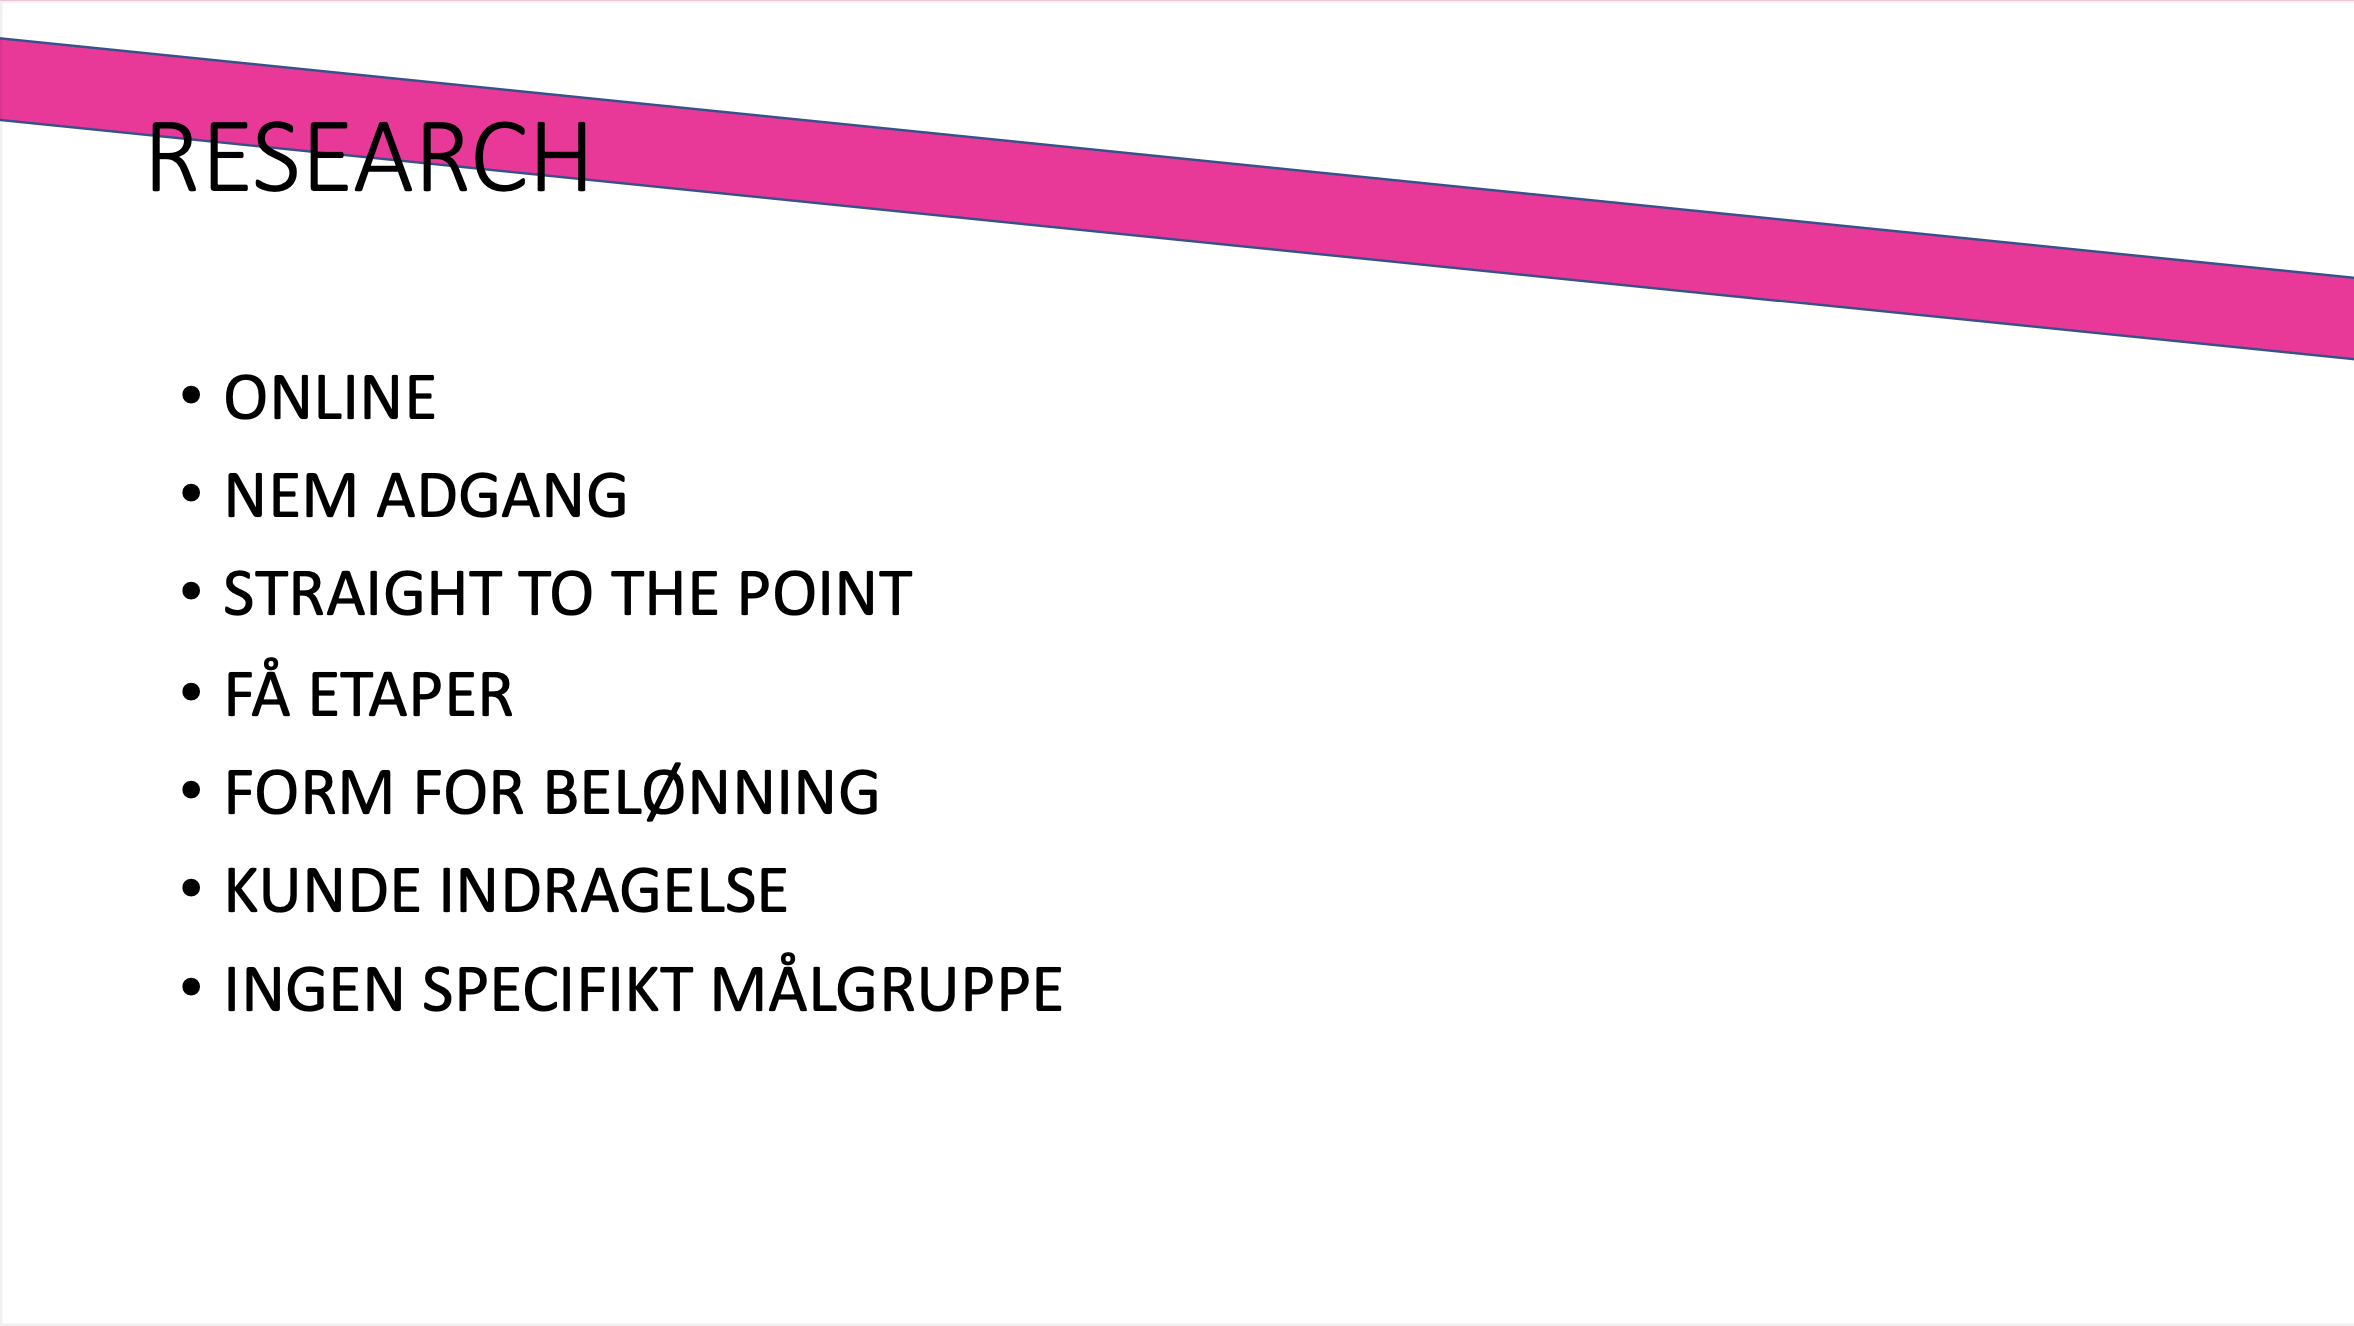 RESEARCH
• ONLINE
• NEM ADGANG
• STRAIGHT TO THE POINT
• FÅ ETAPER
• FORM FOR BELØNNING
• KUNDE INDRAGELSE
• INGEN SPECIFIKT MÅLGRUPPE